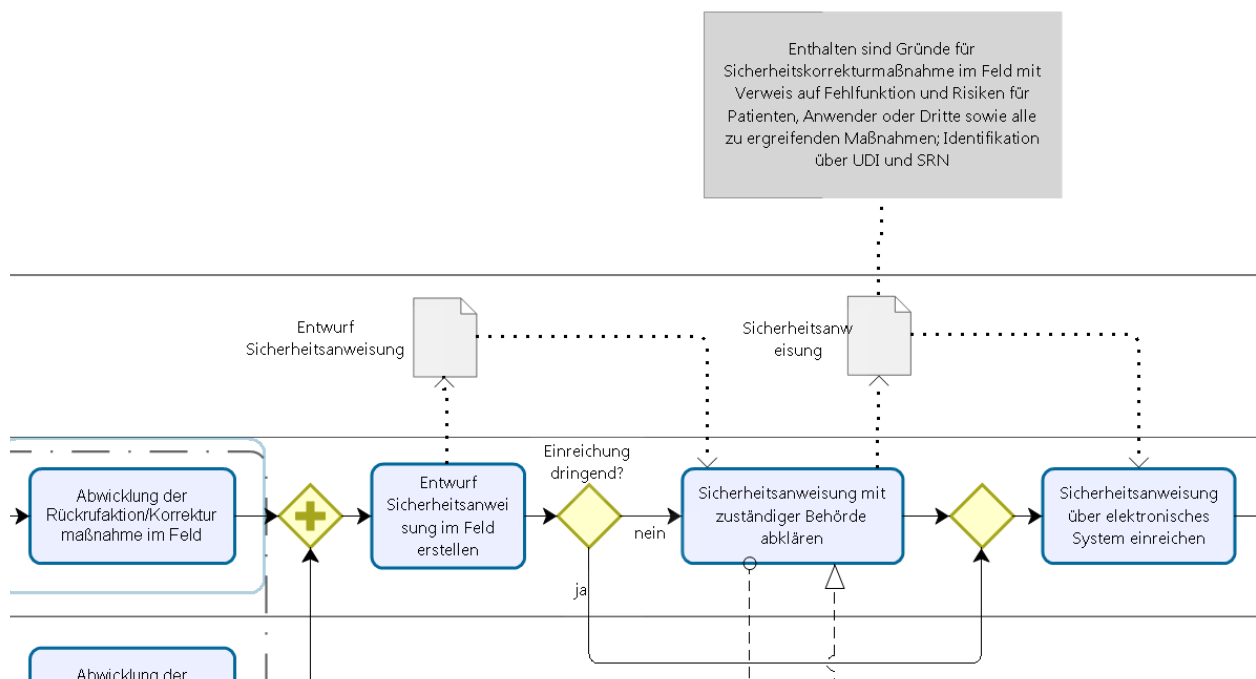 Enthalten sind Gründe für
Sicherheitskorrekturmaßnahme im Feld mit
Verweis auf Fehlfunktion und Risiken für
Patienten, Anwender oder Dritte sowie alle
zu ergreifenden Maßnahmen; Identifikation
über UDI und SRN
Entwurf
Sicherheitsanweisung
Sicherheitsanw
eisung
Abwicklung der
Rückrufaktion/Korrektur
maßnahme im Feld
Entwurf
Sicherheitsanwei
sung im Feld
erstellen
Einreichung
dringend?
nein
ja
Sicherheitsanweisung mit
zuständiger Behörde
abklären
Sicherheitsanweisung
über elektronisches
System einreichen
Abwicklung der